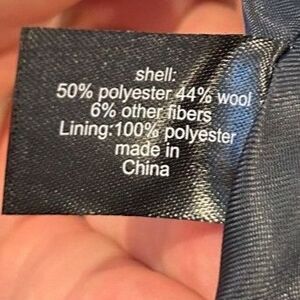 shell:
50% polyester 44% wool
6% other fibers
Lining:100% polyester
made in
China